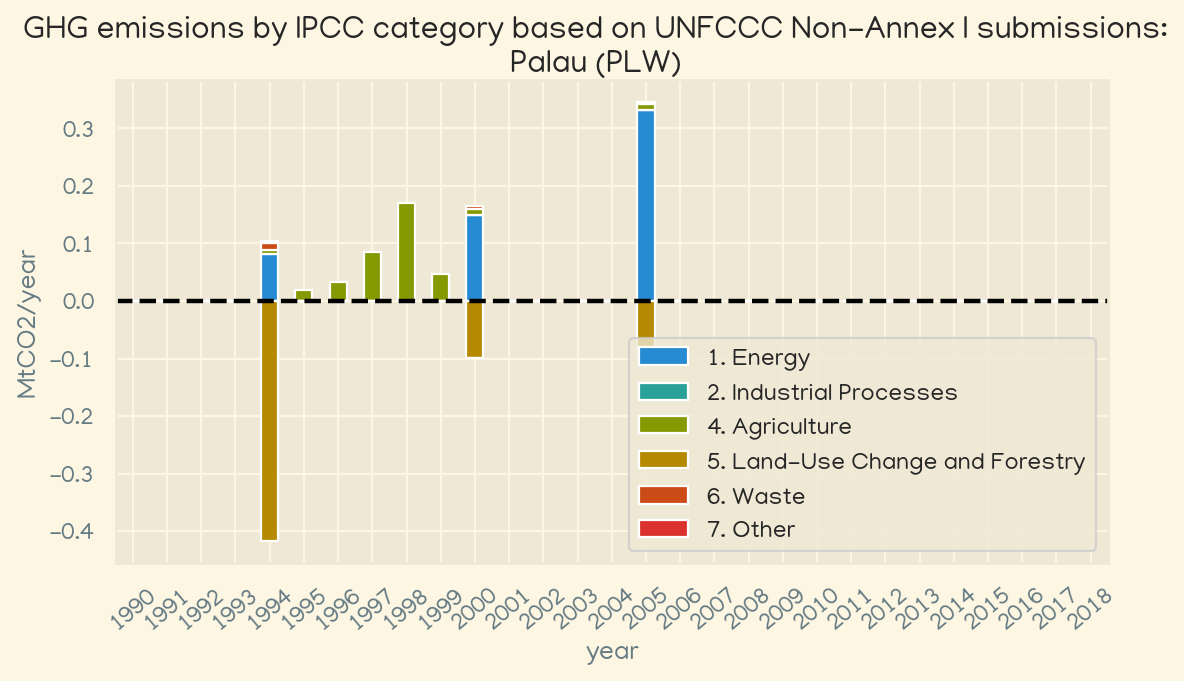 GHG emissions by IPCC category based on UNFCCC Non-Annex I submissions:
Palau (PLW)
MtCO2/year
0.3
0.2
0.1
0.0
−0.1
−0.2
−0.3
−0.4
1. Energy
2. Industrial Processes
4. Agriculture
5. Land-Use Change and Forestry
6. Waste
7. Other
1990 1991 1992 1993 1994 1995 1996 1997 1998 1999 2000 2001 2002 2003 2004 2005 2006 2007 2008 2009 2010 2011 2012 2013 2014 2015 2016 2017 2018
year